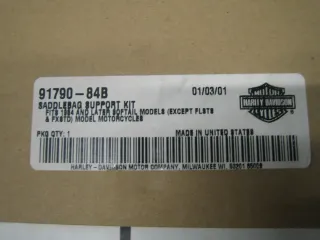 91790-84B
01/03/01
SADDLEBAG SUPPORT KIT
FITS 1984 AND LATER SOFTAIL MODELS (EXCEPT FLSTS
& FXSTD) MODEL MOTORCYCLES
HARLEY-DAVIDSON
PKG QTY: 1
MADE IN UNITED STATES
HARLEY-DAVIDSON MOTOR COMPANY, MILWAUKEE WI,